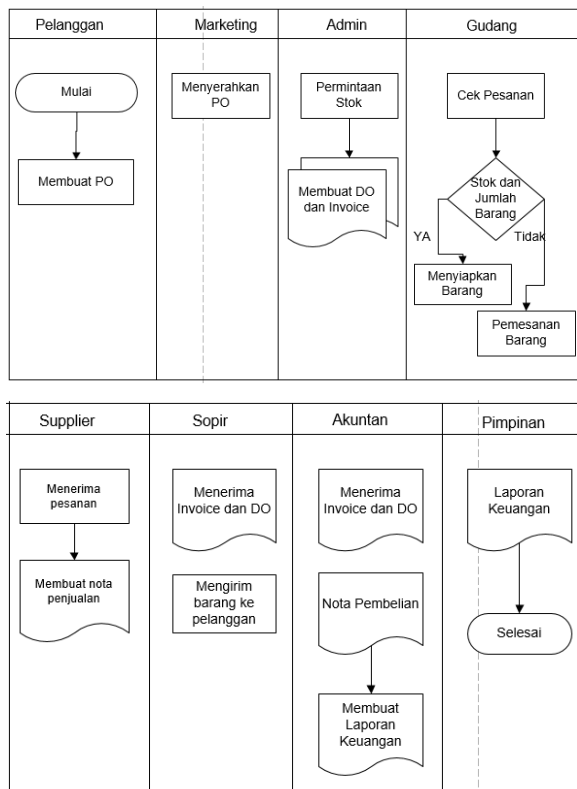 Pelanggan
Marketing
Admin
Gudang
Mulai
Membuat PO
Menyerahkan
PO
Permintaan
Stok
Membuat DO
dan Invoice
Cek Pesanan
Stok dan
Jumlah
Barang
YA
Tidak
Menyiapkan
Barang
Pemesanan
Barang
Supplier
Sopir
Akuntan
Pimpinan
Menerima
pesanan
Membuat nota
penjualan
Menerima
Invoice dan DO
Mengirim
barang ke
pelanggan
Menerima
Invoice dan DO
Nota Pembelian
Membuat
Laporan
Keuangan
Laporan
Keuangan
Selesai